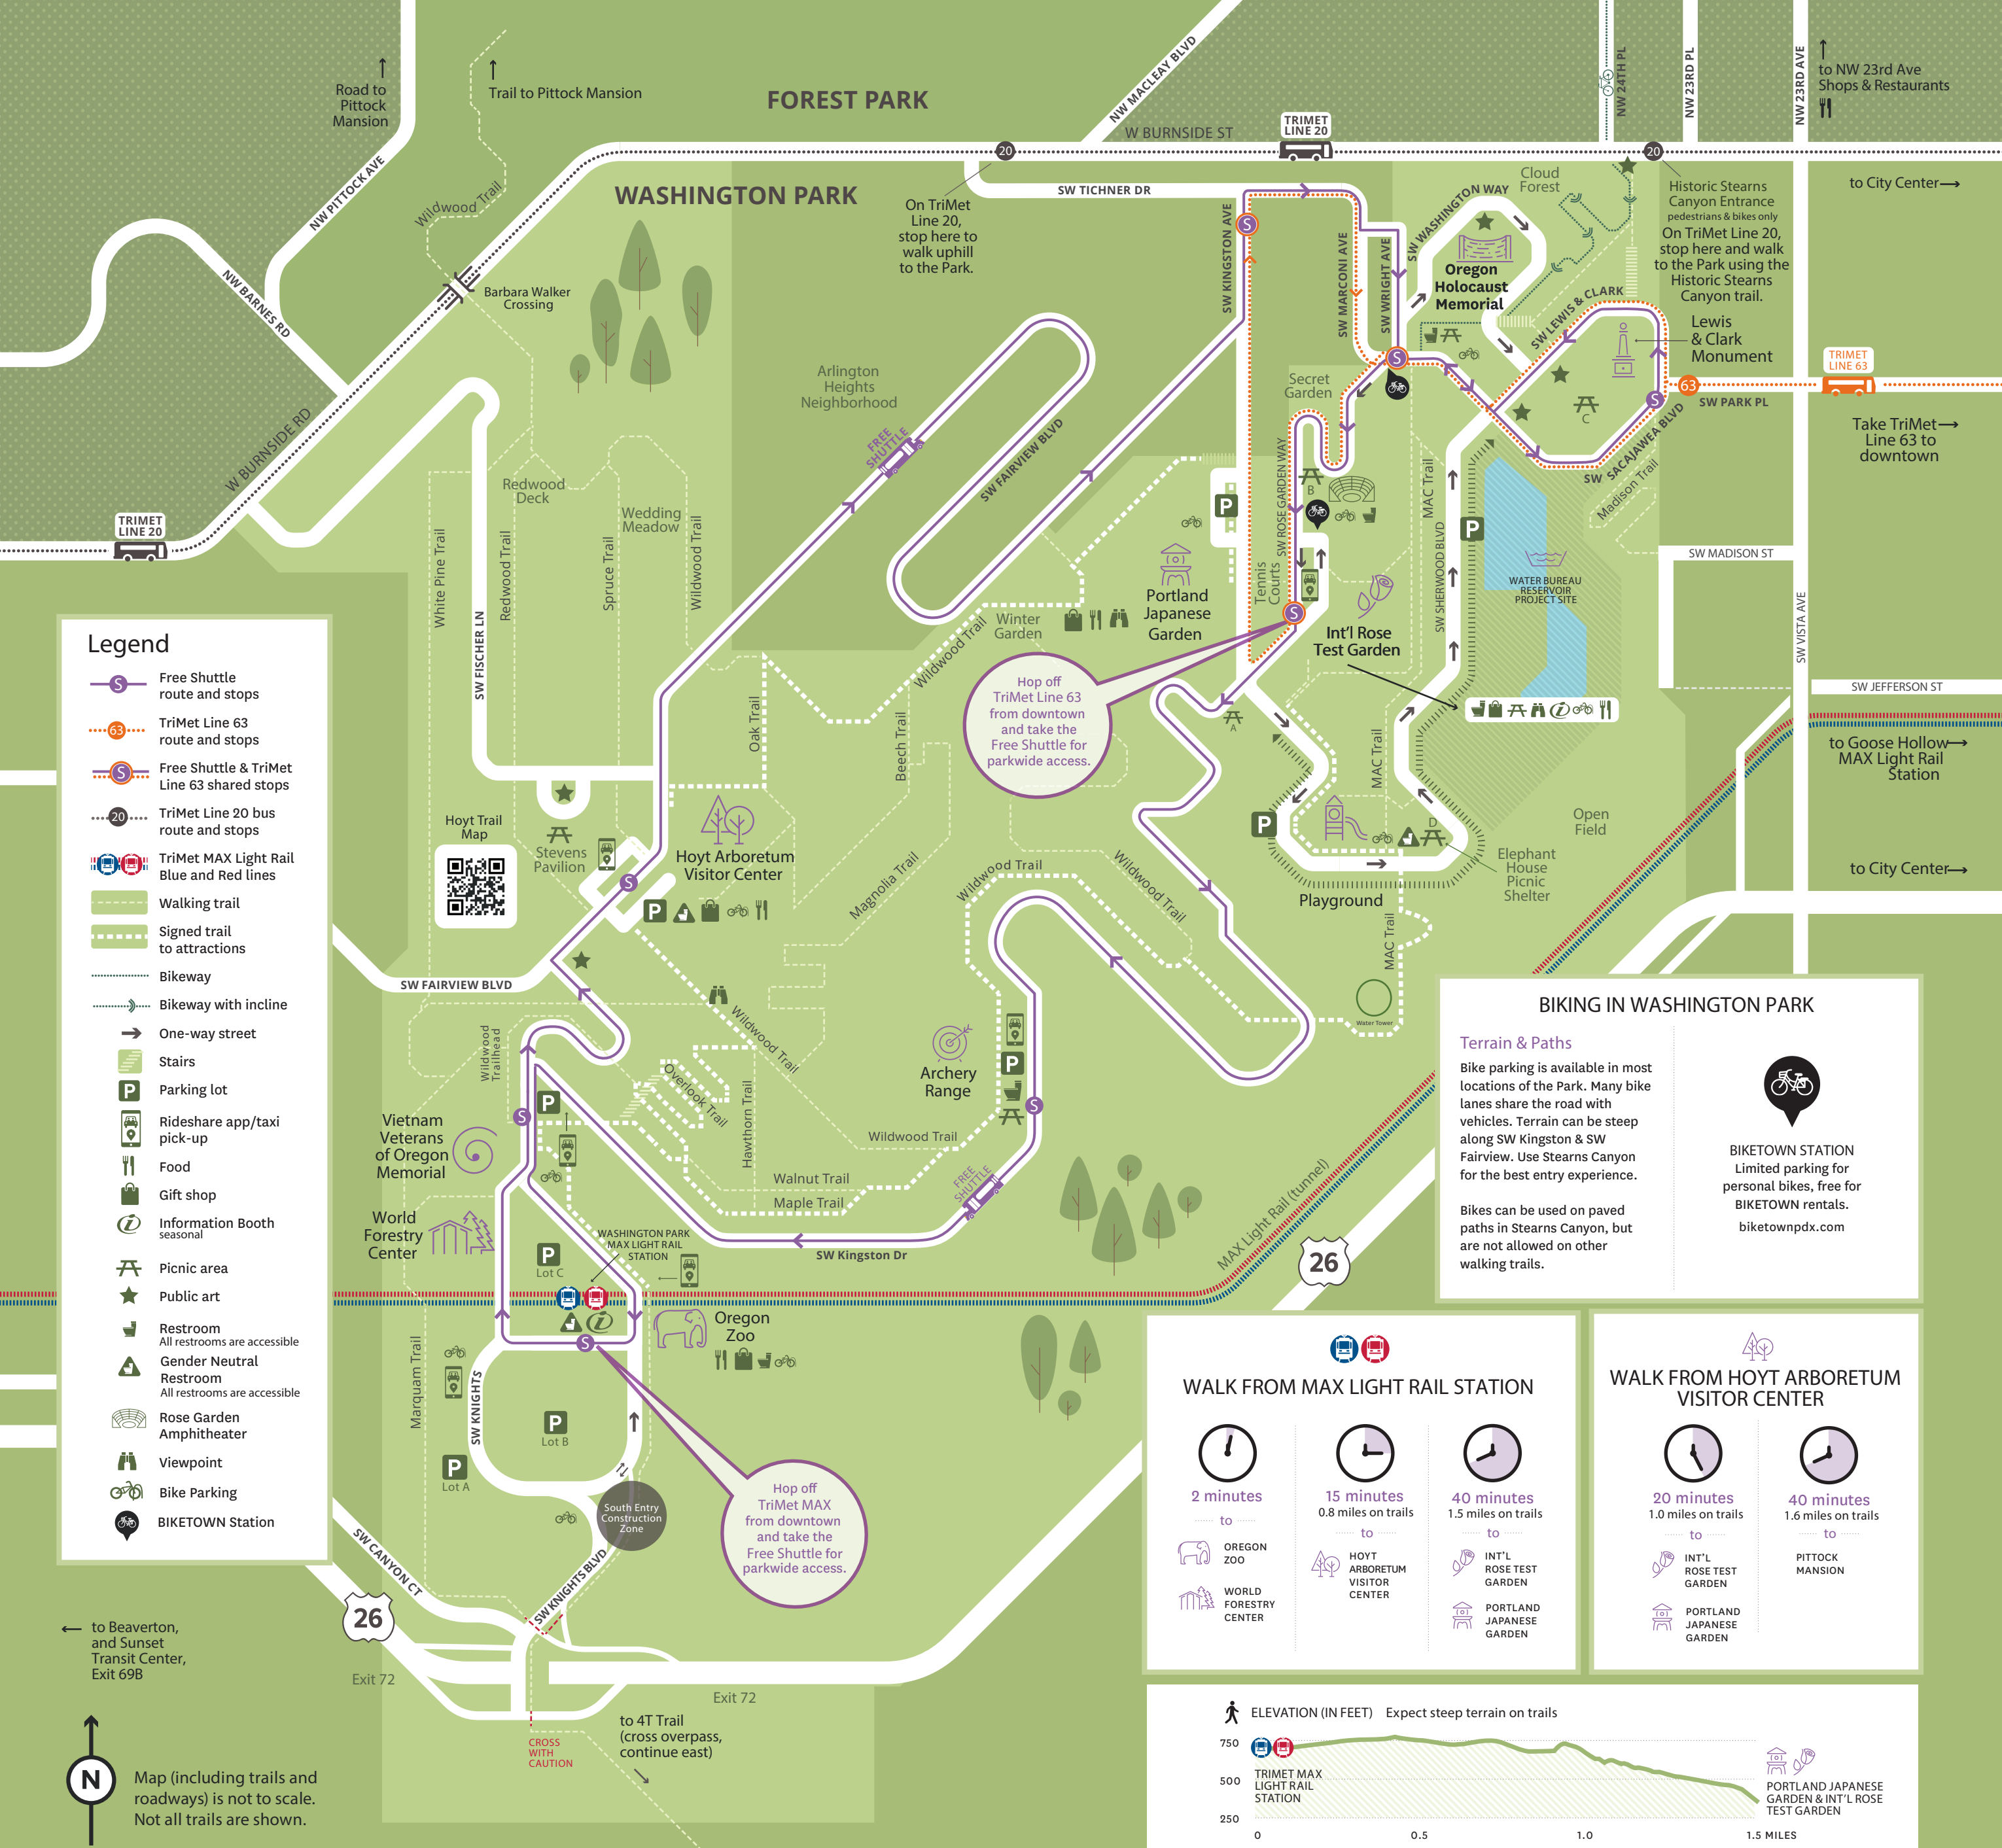 Road to
Pittock
Mansion
Trail to Pittock Mansion
FOREST PARK
NW MACLEAY BLVD
W BURNSIDE ST
TRIMET
LINE 20
20
NW 24TH PL
NW 23RD PL
NW 23RD AVE
to NW 23rd Ave
Shops & Restaurants
20
to City Center
NW PITTOCK AVE
Wildwood Trail
WASHINGTON PARK
SW TICHNER DR
On TriMet
Line 20,
stop here to
walk uphill
to the Park.
SW KINGSTON AVE
S
SW MARCONI AVE
SW WRIGHT AVE
SW WASHINGTON WAY
Cloud
Forest
Oregon
Holocaust
Memorial
Historic Stearns
Canyon Entrance
pedestrians & bikes only
On TriMet Line 20,
stop here and walk
to the Park using the
Historic Stearns
Canyon trail.
NW BARNES RD
Barbara Walker
Crossing
SW LEWIS & CLARK
Lewis
& Clark
Monument
TRIMET
LINE 63
63
SW PARK PL
S
S
C
SW SACAJAWEA BLVD
Take TriMet
Line 63 to
downtown
Arlington
Heights
Neighborhood
FREE
SHUTTLE
SW FAIRVIEW BLVD
Secret
Garden
W BURNSIDE RD
TRIMET
LINE 20
Redwood
Deck
Wedding
Meadow
White Pine Trail
Redwood Trail
Spruce Trail
Wildwood Trail
SW FISCHER LN
P
SW ROSE GARDEN WAY
B
MAC Trail
SW SHERWOOD BLVD
P
Madison Trail
SW MADISON ST
WATER BUREAU
RESERVOIR
PROJECT SITE
SW VISTA AVE
SW JEFFERSON ST
Tennis
Courts
Portland
Japanese
Garden
S
Int'l Rose
Test Garden
Winter
Garden
Wildwood Trail
Hop off
TriMet Line 63
from downtown
and take the
Free Shuttle for
parkwide access.
A
to Goose Hollow
MAX Light Rail
Station
Oak Trail
Beech Trail
MAC Trail
P
D
Playground
Elephant
House
Picnic
Shelter
Open
Field
to City Center
Legend
S
Free Shuttle
route and stops
63
TriMet Line 63
route and stops
S
Free Shuttle & TriMet
Line 63 shared stops
20
TriMet Line 20 bus
route and stops
TriMet MAX Light Rail
Blue and Red lines
Walking trail
Signed trail
to attractions
Bikeway
Bikeway with incline
One-way street
Stairs
P
Parking lot
Rideshare app/taxi
pick-up
Food
Gift shop
Information Booth
seasonal
Picnic area
Public art
Restroom
All restrooms are accessible
Gender Neutral
Restroom
All restrooms are accessible
Rose Garden
Amphitheater
Viewpoint
Bike Parking
BIKETOWN Station
Hoyt Trail
Map
Stevens
Pavilion
S
Hoyt Arboretum
Visitor Center
P
SW FAIRVIEW BLVD
Magnolia Trail
Wildwood Trail
Wildwood Trail
MAC Trail
Water Tower
Wildwood
Trailhead
Wildwood Trail
Overlook Trail
Hawthorn Trail
Archery
Range
P
S
Wildwood Trail
Walnut Trail
Maple Trail
FREE
SHUTTLE
SW Kingston Dr
Vietnam
Veterans
of Oregon
Memorial
S
P
World
Forestry
Center
P
Lot C
WASHINGTON PARK
MAX LIGHT RAIL
STATION
MAX Light Rail (tunnel)
26
S
Oregon
Zoo
Marquam Trail
SW KNIGHTS
P
Lot B
P
Lot A
South Entry
Construction
Zone
SW KNIGHTS BLVD
Hop off
TriMet MAX
from downtown
and take the
Free Shuttle for
parkwide access.
SW CANYON CT
26
to Beaverton,
and Sunset
Transit Center,
Exit 69B
Exit 72
Exit 72
CROSS
WITH
CAUTION
to 4T Trail
(cross overpass,
continue east)
N
Map (including trails and
roadways) is not to scale.
Not all trails are shown.
BIKING IN WASHINGTON PARK
Terrain & Paths
Bike parking is available in most
locations of the Park. Many bike
lanes share the road with
vehicles. Terrain can be steep
along SW Kingston & SW
Fairview. Use Stearns Canyon
for the best entry experience.
Bikes can be used on paved
paths in Stearns Canyon, but
are not allowed on other
walking trails.
BIKETOWN STATION
Limited parking for
personal bikes, free for
BIKETOWN rentals.
biketownpdx.com
WALK FROM MAX LIGHT RAIL STATION
2 minutes
to
OREGON
ZOO
WORLD
FORESTRY
CENTER
15 minutes
0.8 miles on trails
to
HOYT
ARBORETUM
VISITOR
CENTER
40 minutes
1.5 miles on trails
to
INT'L
ROSE TEST
GARDEN
PORTLAND
JAPANESE
GARDEN
WALK FROM HOYT ARBORETUM
VISITOR CENTER
20 minutes
1.0 miles on trails
to
INT'L
ROSE TEST
GARDEN
PORTLAND
JAPANESE
GARDEN
40 minutes
1.6 miles on trails
to
PITTOCK
MANSION
ELEVATION (IN FEET) Expect steep terrain on trails
750
500
250
TRIMET MAX
LIGHT RAIL
STATION
PORTLAND JAPANESE
GARDEN & INT'L ROSE
TEST GARDEN
0
0.5
1.0
1.5 MILES